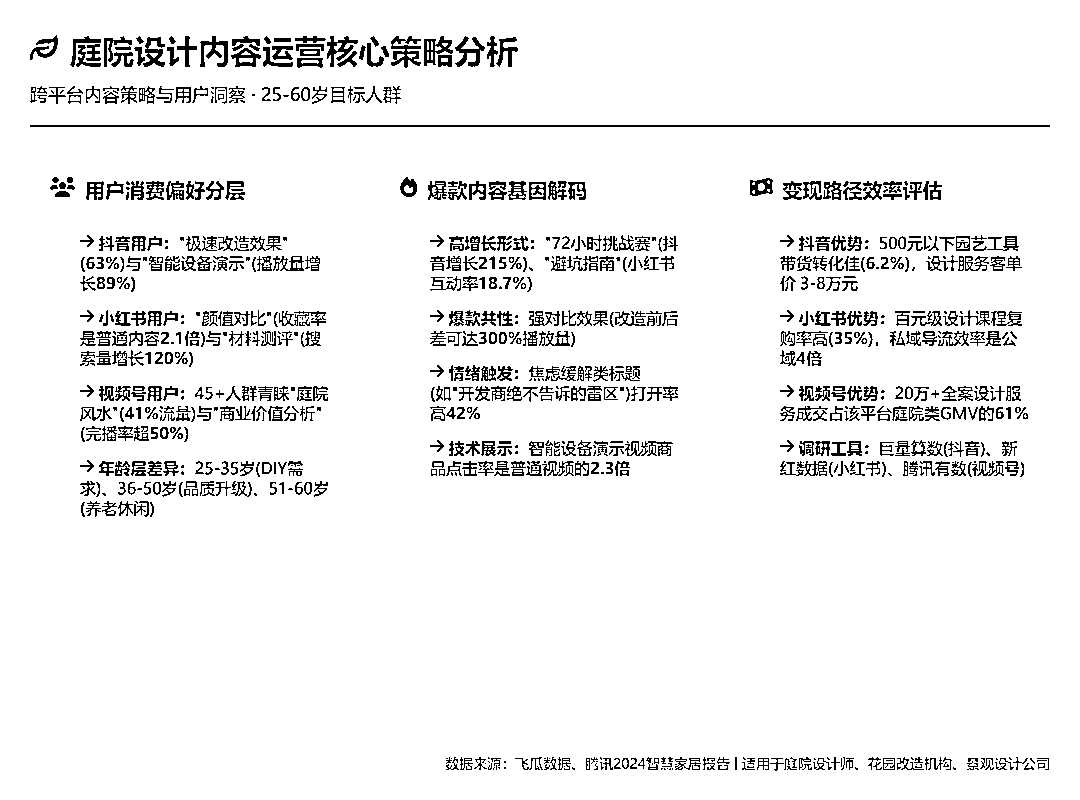 庭院设计内容运营核心策略分析
跨平台内容策略与用户洞察 · 25-60岁目标人群
用户消费偏好分层
→ 抖音用户："极速改造效果"
(63%)与"智能设备演示"(播放量增
长89%)
→ 小红书用户："颜值对比"(收藏率
是普通内容2.1倍)与"材料测评"(搜
索量增长120%)
→ 视频号用户：45+人群青睐"庭院
风水"(41%流量)与"商业价值分析"
(完播率超50%)
→ 年龄层差异：25-35岁(DIY需
求)、36-50岁(品质升级)、51-60岁
(养老休闲)
爆款内容基因解码
→ 高增长形式："72小时挑战赛"(抖
音增长215%)、"避坑指南"(小红书
互动率18.7%)
→ 爆款共性：强对比效果(改造前后
差可达300%播放量)
→ 情绪触发：焦虑缓解类标题
(如"开发商绝不告诉的雷区")打开率
高42%
→ 技术展示：智能设备演示视频商
品点击率是普通视频的2.3倍
变现路径效率评估
→ 抖音优势：500元以下园艺工具
带货转化佳(6.2%)，设计服务客单
价 3-8万元
→ 小红书优势：百元级设计课程复
购率高(35%)，私域导流效率是公
域4倍
→ 视频号优势：20万+全案设计服
务成交占该平台庭院类GMV的61%
→ 调研工具：巨量算数(抖音)、新
红数据(小红书)、腾讯有数(视频号)
数据来源：飞瓜数据、腾讯2024智慧家居报告 | 适用于庭院设计师、花园改造机构、景观设计公司